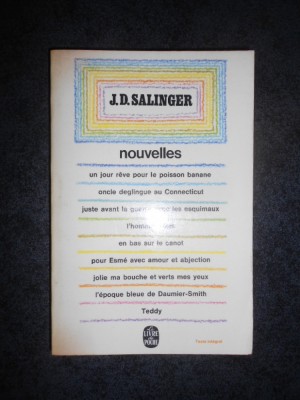 J.D. SALINGER
nouvelles
un jour rêve pour le poisson banane
oncle déglingué au Connecticut
juste avant la guerre les esquimaux
l'homme
en bas sur le canot
pour Esmé avec amour et abjection
jolie ma bouche et verts mes yeux
l'époque bleue de Daumier-Smith
Teddy
LE LIVRE DE POCHE
Texte intégral